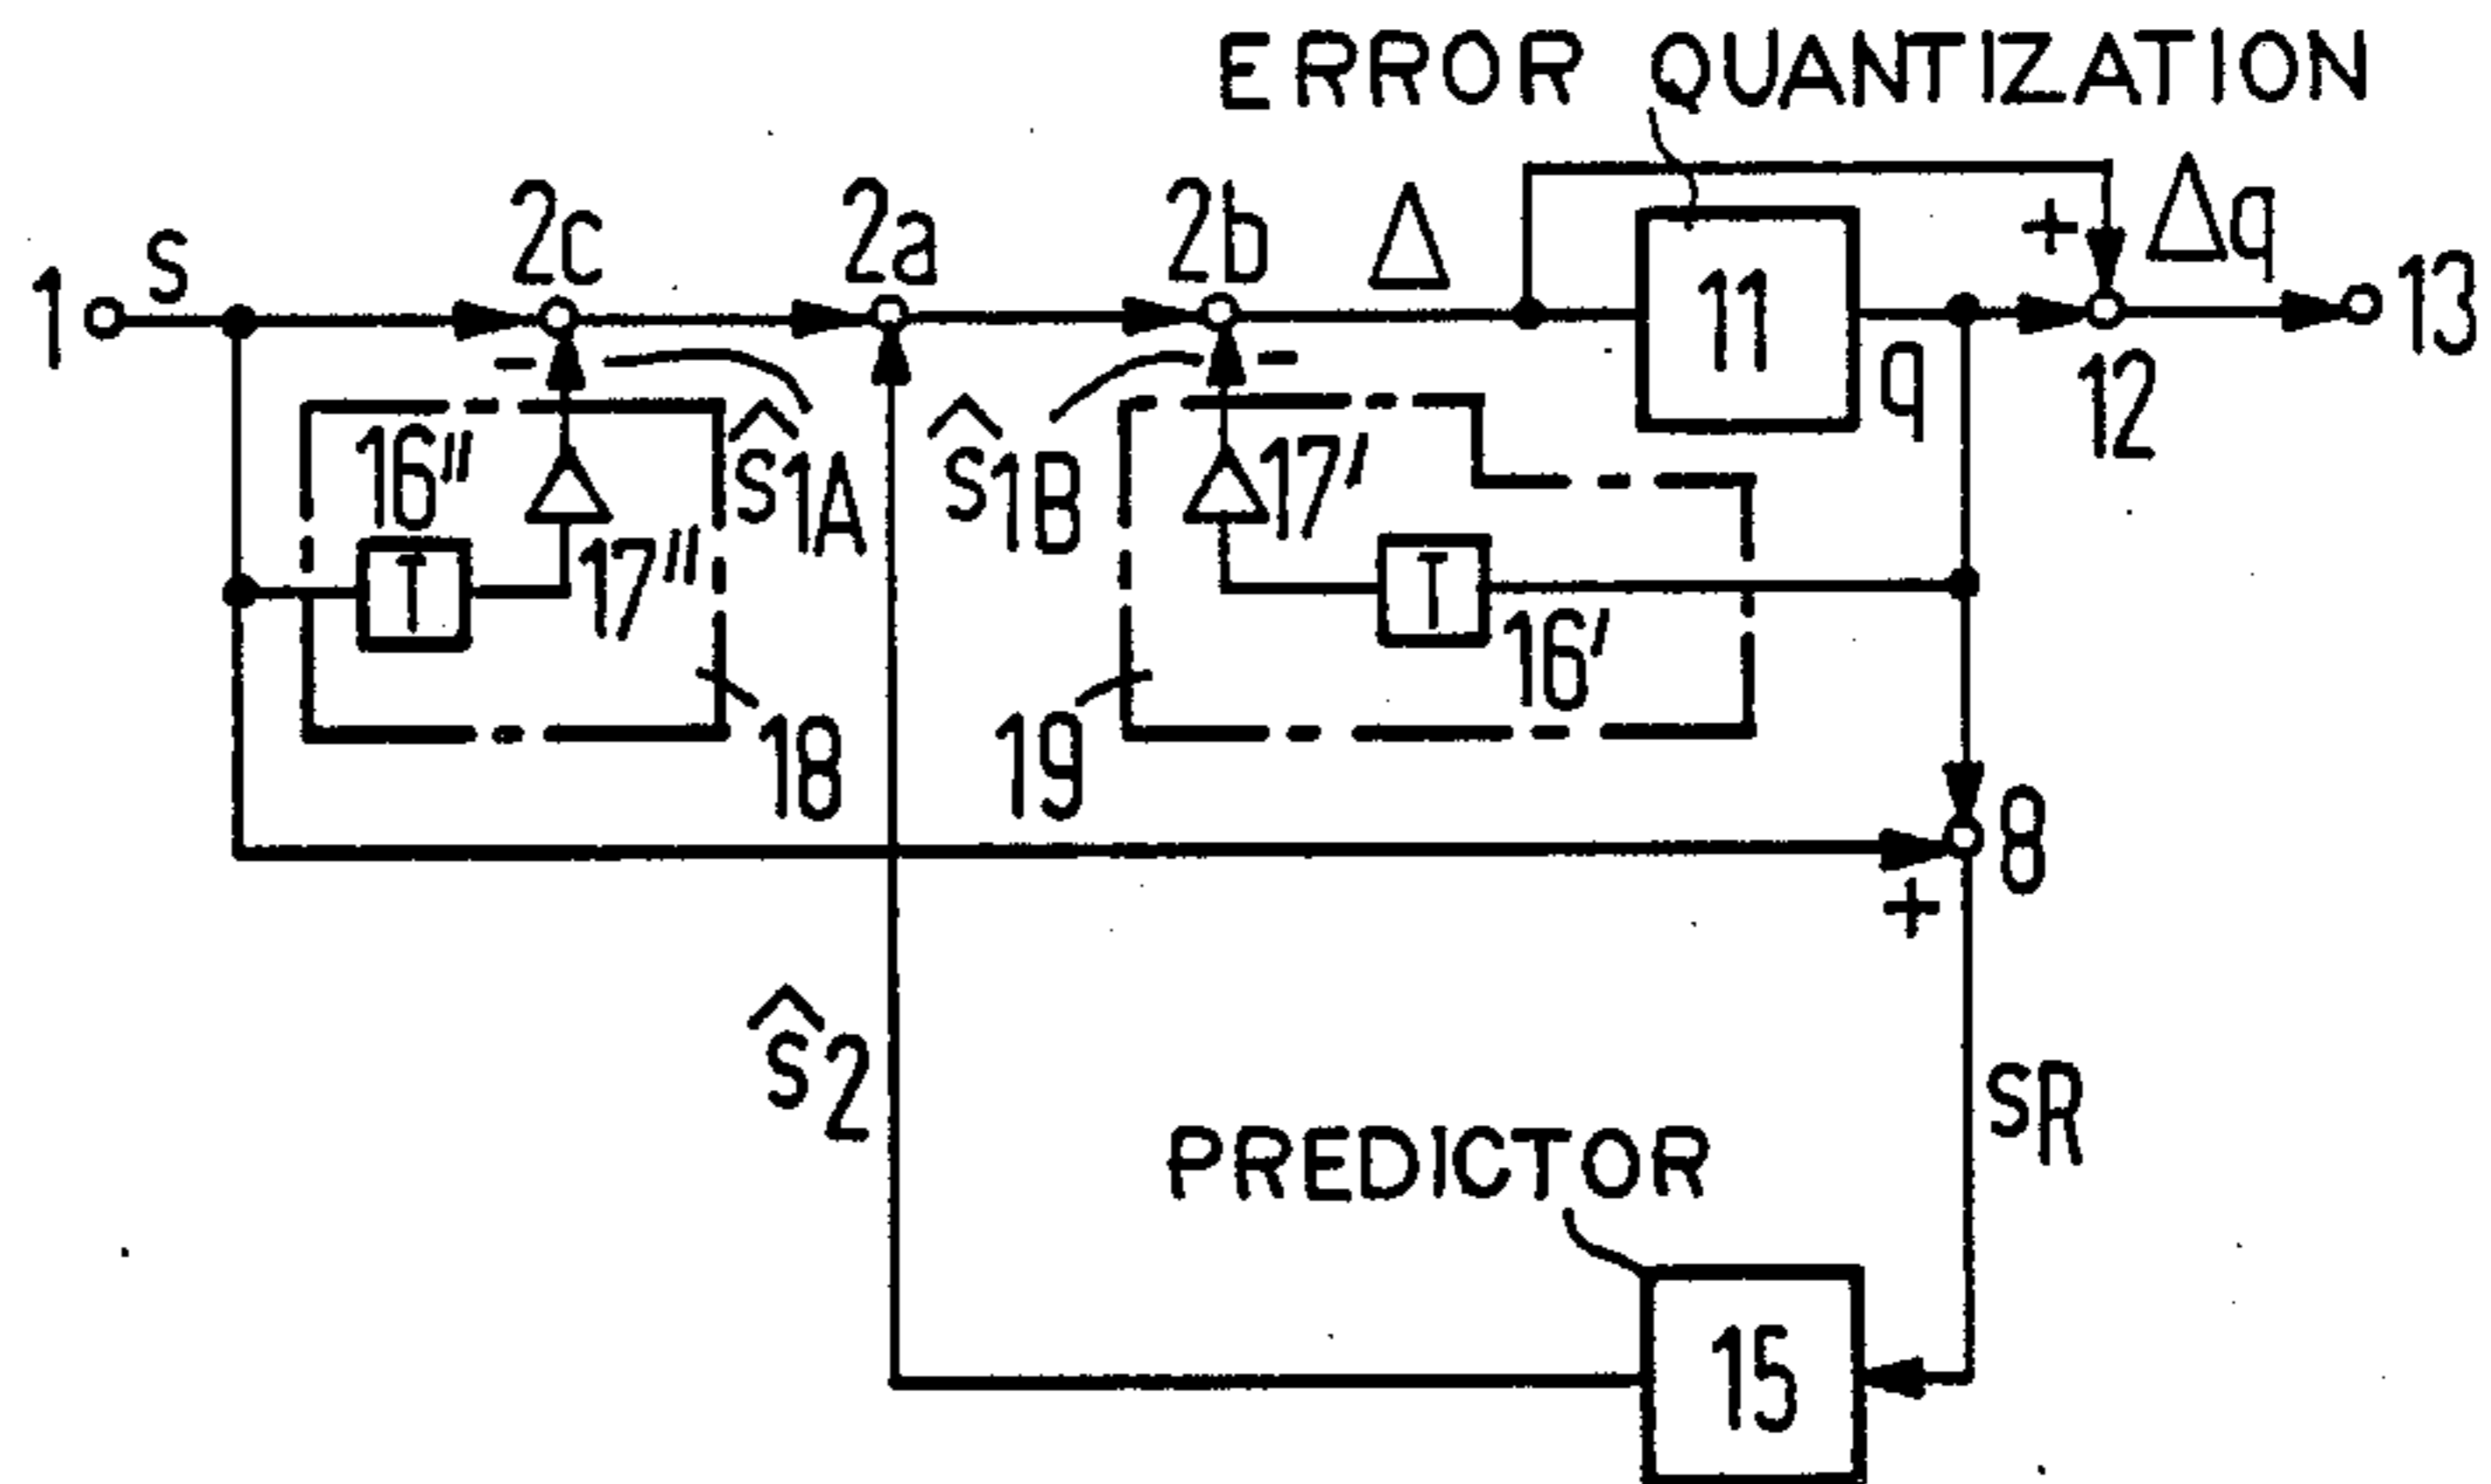 ERROR QUANTIZATION
1 s 2c 2a 2b Δ 11 q + Δq 12 13
- -
16" T 17" ŝ1A ŝ1B 17' T 16'
18 19 8
+
ŝ2 sR
PREDICTOR
15